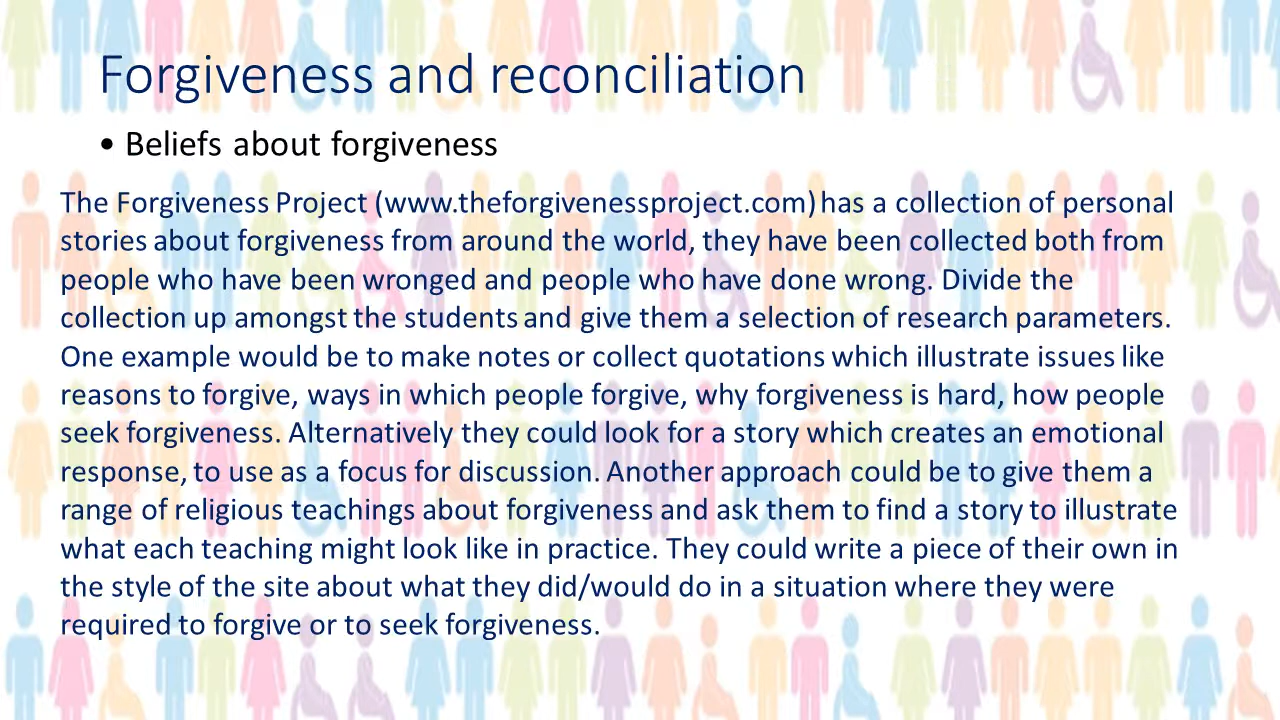 Forgiveness and reconciliation
• Beliefs about forgiveness
The Forgiveness Project (www.theforgivenessproject.com) has a collection of personal
stories about forgiveness from around the world, they have been collected both from
people who have been wronged and people who have done wrong. Divide the
collection up amongst the students and give them a selection of research parameters.
One example would be to make notes or collect quotations which illustrate issues like
reasons to forgive, ways in which people forgive, why forgiveness is hard, how people
seek forgiveness. Alternatively they could look for a story which creates an emotional
response, to use as a focus for discussion. Another approach could be to give them a
range of religious teachings about forgiveness and ask them to find a story to illustrate
what each teaching might look like in practice. They could write a piece of their own in
the style of the site about what they did/would do in a situation where they were
required to forgive or to seek forgiveness.